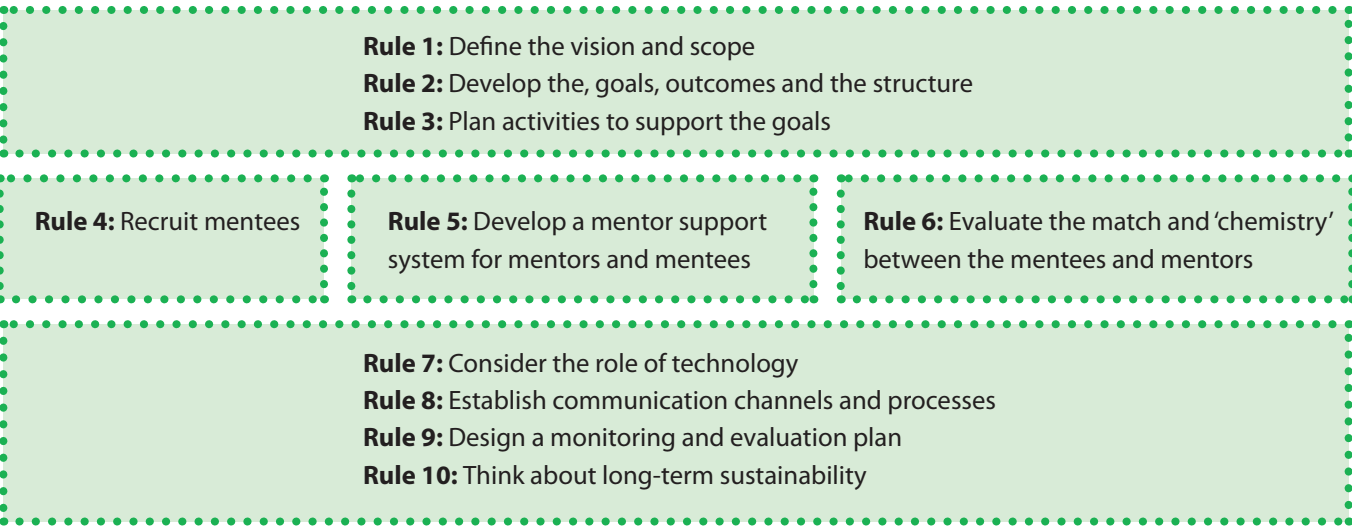 Rule 1: Define the vision and scope
Rule 2: Develop the, goals, outcomes and the structure
Rule 3: Plan activities to support the goals
Rule 4: Recruit mentees
Rule 5: Develop a mentor support
system for mentors and mentees
Rule 6: Evaluate the match and ‘chemistry’
between the mentees and mentors
Rule 7: Consider the role of technology
Rule 8: Establish communication channels and processes
Rule 9: Design a monitoring and evaluation plan
Rule 10: Think about long-term sustainability